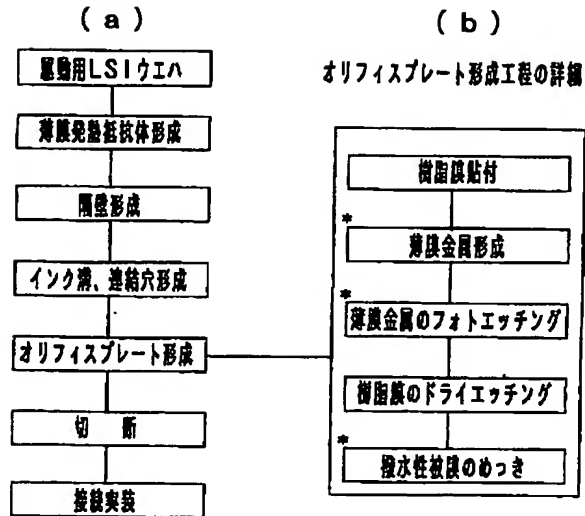 (a)
駆動用LSIウエハ
薄膜発熱抵抗体形成
隔壁形成
インク溝、連結穴形成
オリフィスプレート形成
切 断
接続実装
(b)
オリフィスプレート形成工程の詳細
樹脂膜貼付
*
薄膜金属形成
*
薄膜金属のフォトエッチング
樹脂膜のドライエッチング
*
撥水性被膜のめっき